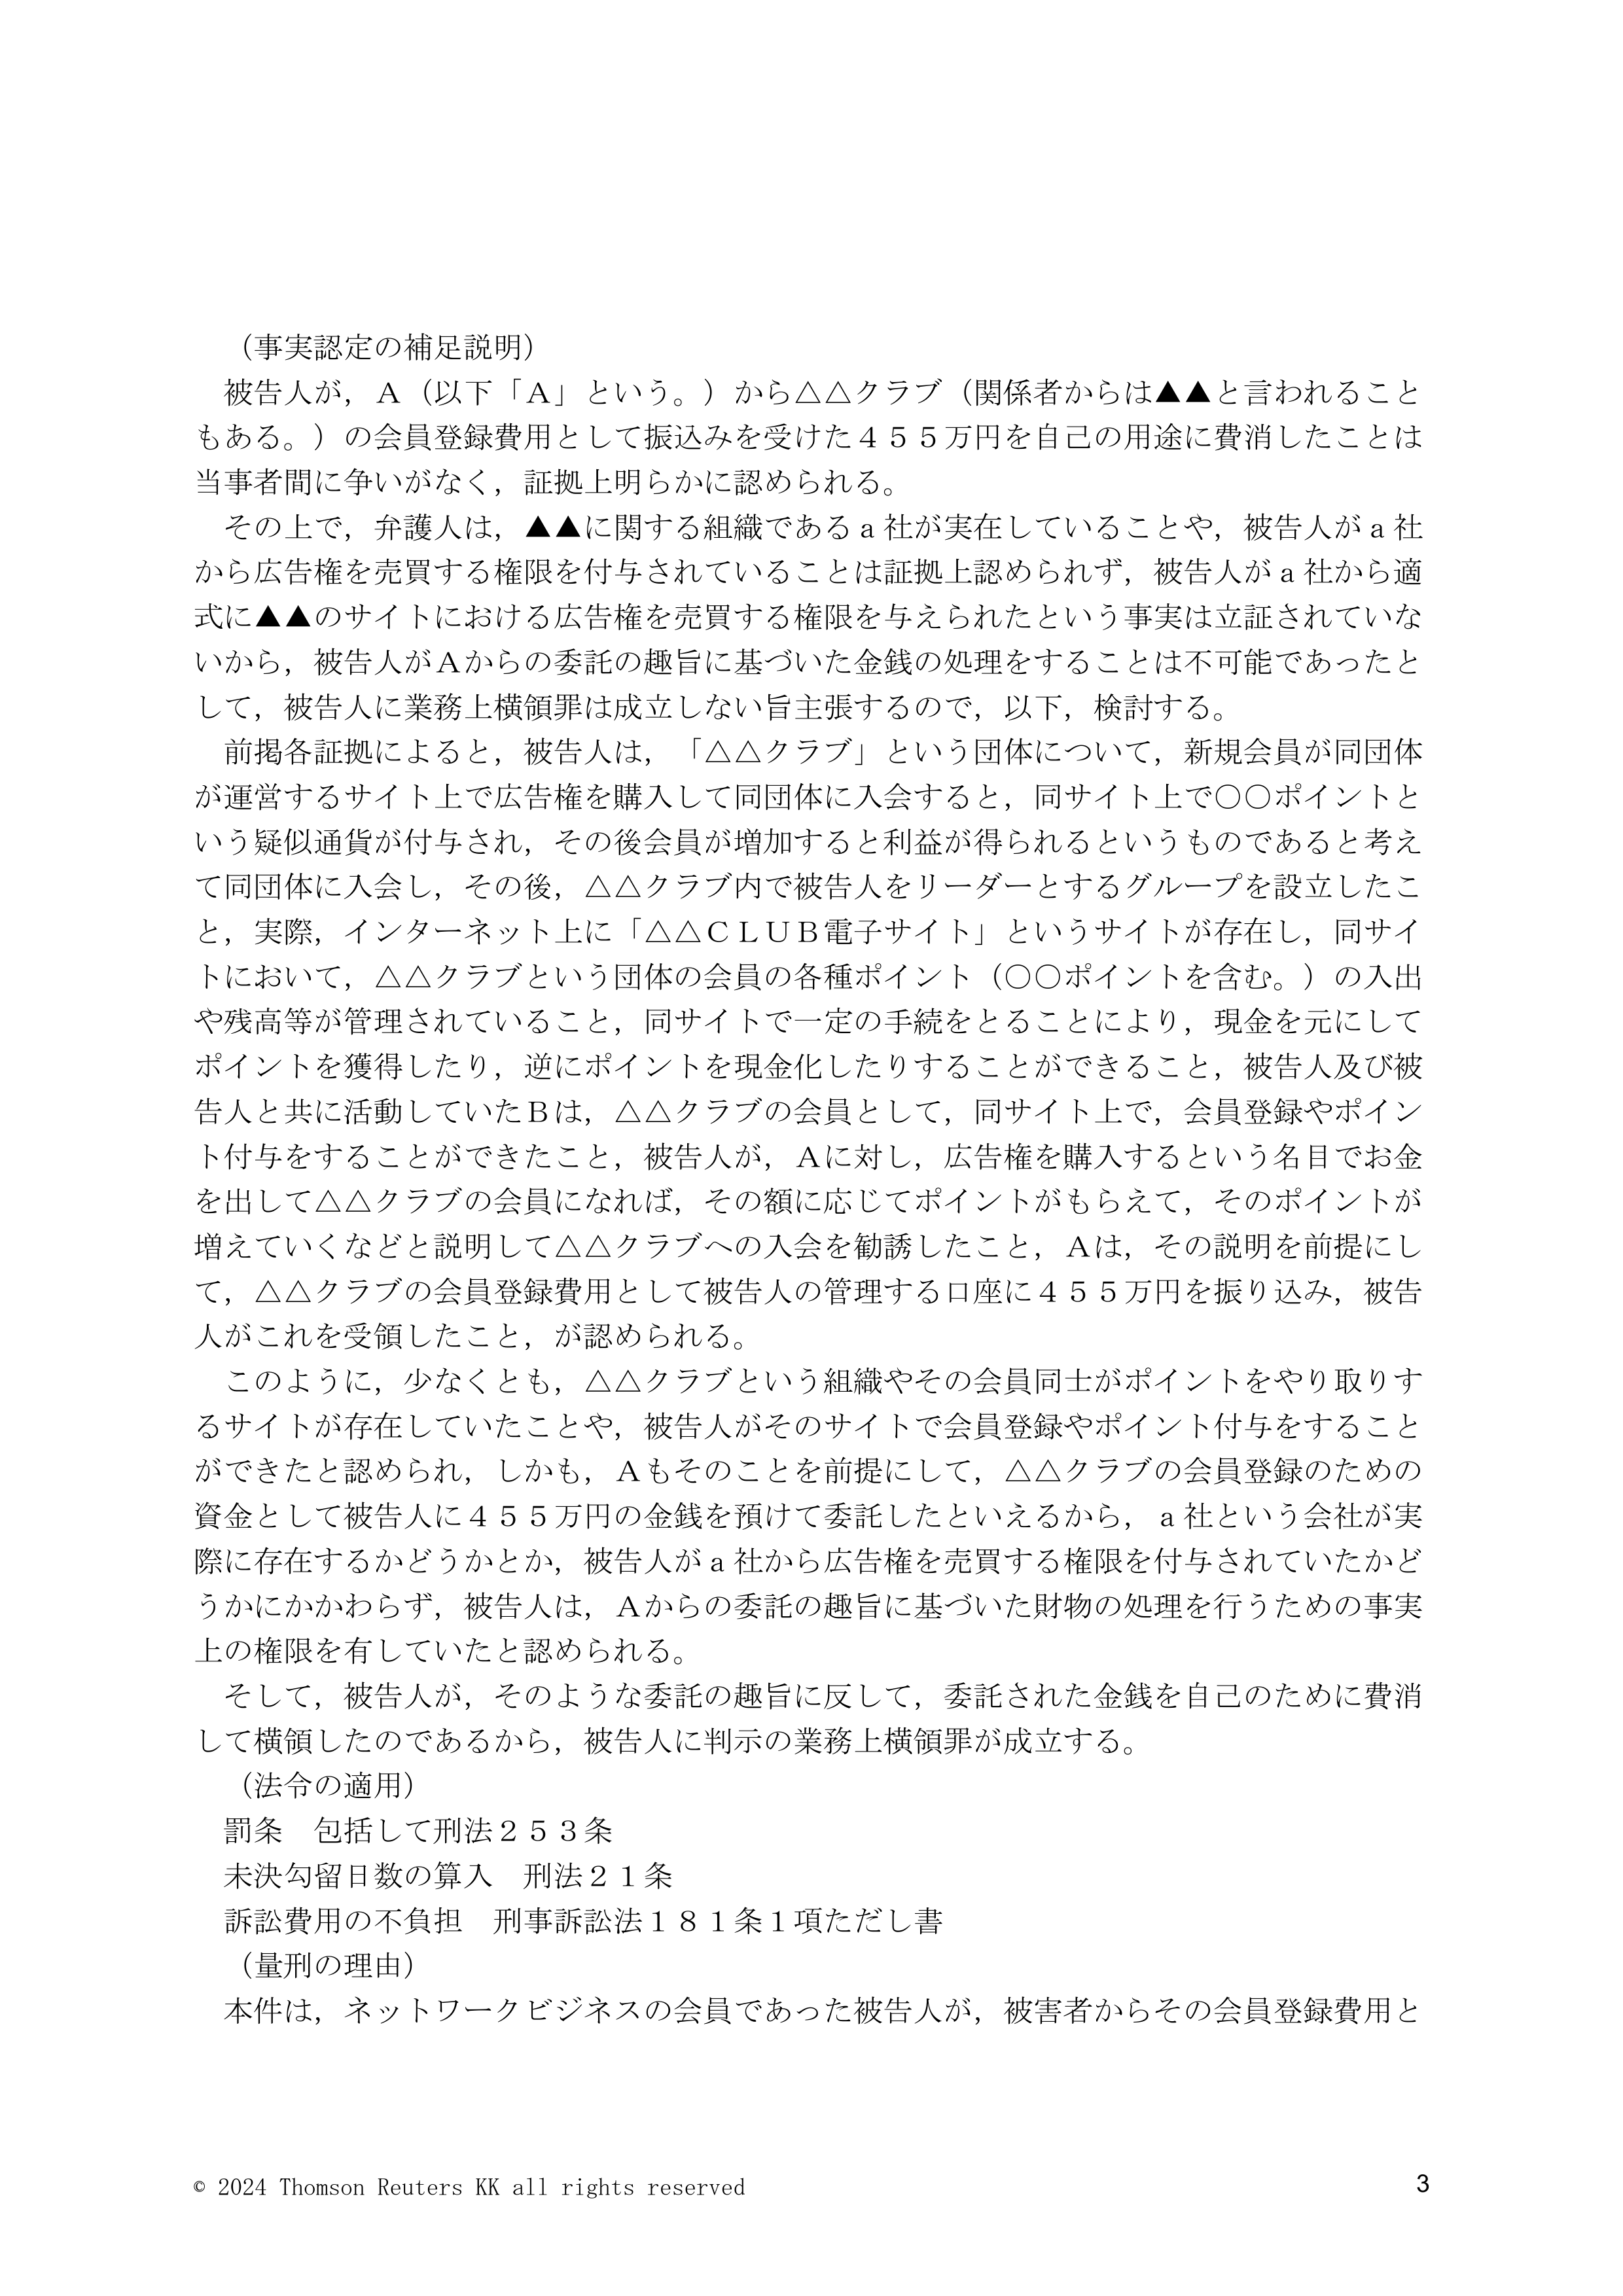 （事実認定の補足説明）
被告人が，Ａ（以下「Ａ」という。）から△△クラブ（関係者からは▲▲と言われること
もある。）の会員登録費用として振込みを受けた４５５万円を自己の用途に費消したことは
当事者間に争いがなく，証拠上明らかに認められる。
その上で，弁護人は，▲▲に関する組織であるａ社が実在していることや，被告人がａ社
から広告権を売買する権限を付与されていることは証拠上認められず，被告人がａ社から適
式に▲▲のサイトにおける広告権を売買する権限を与えられたという事実は立証されていな
いから，被告人がＡからの委託の趣旨に基づいた金銭の処理をすることは不可能であったと
して，被告人に業務上横領罪は成立しない旨主張するので，以下，検討する。
前掲各証拠によると，被告人は，「△△クラブ」という団体について，新規会員が同団体
が運営するサイト上で広告権を購入して同団体に入会すると，同サイト上で〇〇ポイントと
いう疑似通貨が付与され，その後会員が増加すると利益が得られるというものであると考え
て同団体に入会し，その後，△△クラブ内で被告人をリーダーとするグループを設立したこ
と，実際，インターネット上に「△△ＣＬＵＢ電子サイト」というサイトが存在し，同サイ
トにおいて，△△クラブという団体の会員の各種ポイント（〇〇ポイントを含む。）の入出
や残高等が管理されていること，同サイトで一定の手続をとることにより，現金を元にして
ポイントを獲得したり，逆にポイントを現金化したりすることができること，被告人及び被
告人と共に活動していたＢは，△△クラブの会員として，同サイト上で，会員登録やポイン
ト付与をすることができたこと，被告人が，Ａに対し，広告権を購入するという名目でお金
を出して△△クラブの会員になれば，その額に応じてポイントがもらえて，そのポイントが
増えていくなどと説明して△△クラブへの入会を勧誘したこと，Ａは，その説明を前提にし
て，△△クラブの会員登録費用として被告人の管理する口座に４５５万円を振り込み，被告
人がこれを受領したこと，が認められる。
このように，少なくとも，△△クラブという組織やその会員同士がポイントをやり取りす
るサイトが存在していたことや，被告人がそのサイトで会員登録やポイント付与をすること
ができたと認められ，しかも，Ａもそのことを前提にして，△△クラブの会員登録のための
資金として被告人に４５５万円の金銭を預けて委託したといえるから，ａ社という会社が実
際に存在するかどうかとか，被告人がａ社から広告権を売買する権限を付与されていたかど
うかにかかわらず，被告人は，Ａからの委託の趣旨に基づいた財物の処理を行うための事実
上の権限を有していたと認められる。
そして，被告人が，そのような委託の趣旨に反して，委託された金銭を自己のために費消
して横領したのであるから，被告人に判示の業務上横領罪が成立する。
（法令の適用）
罰条　包括して刑法２５３条
未決勾留日数の算入　刑法２１条
訴訟費用の不負担　刑事訴訟法１８１条１項ただし書
（量刑の理由）
本件は，ネットワークビジネスの会員であった被告人が，被害者からその会員登録費用と
© 2024 Thomson Reuters KK all rights reserved
3